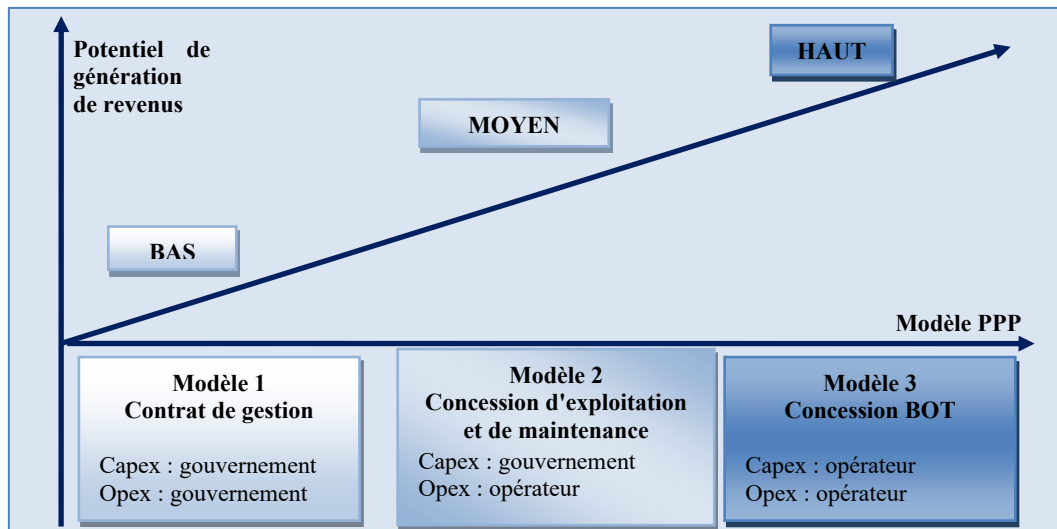 Potentiel de
génération
de revenus
HAUT
MOYEN
BAS
Modèle PPP
Modèle 1
Contrat de gestion
Capex : gouvernement
Opex : gouvernement
Modèle 2
Concession d'exploitation
et de maintenance
Capex : gouvernement
Opex : opérateur
Modèle 3
Concession BOT
Capex : opérateur
Opex : opérateur